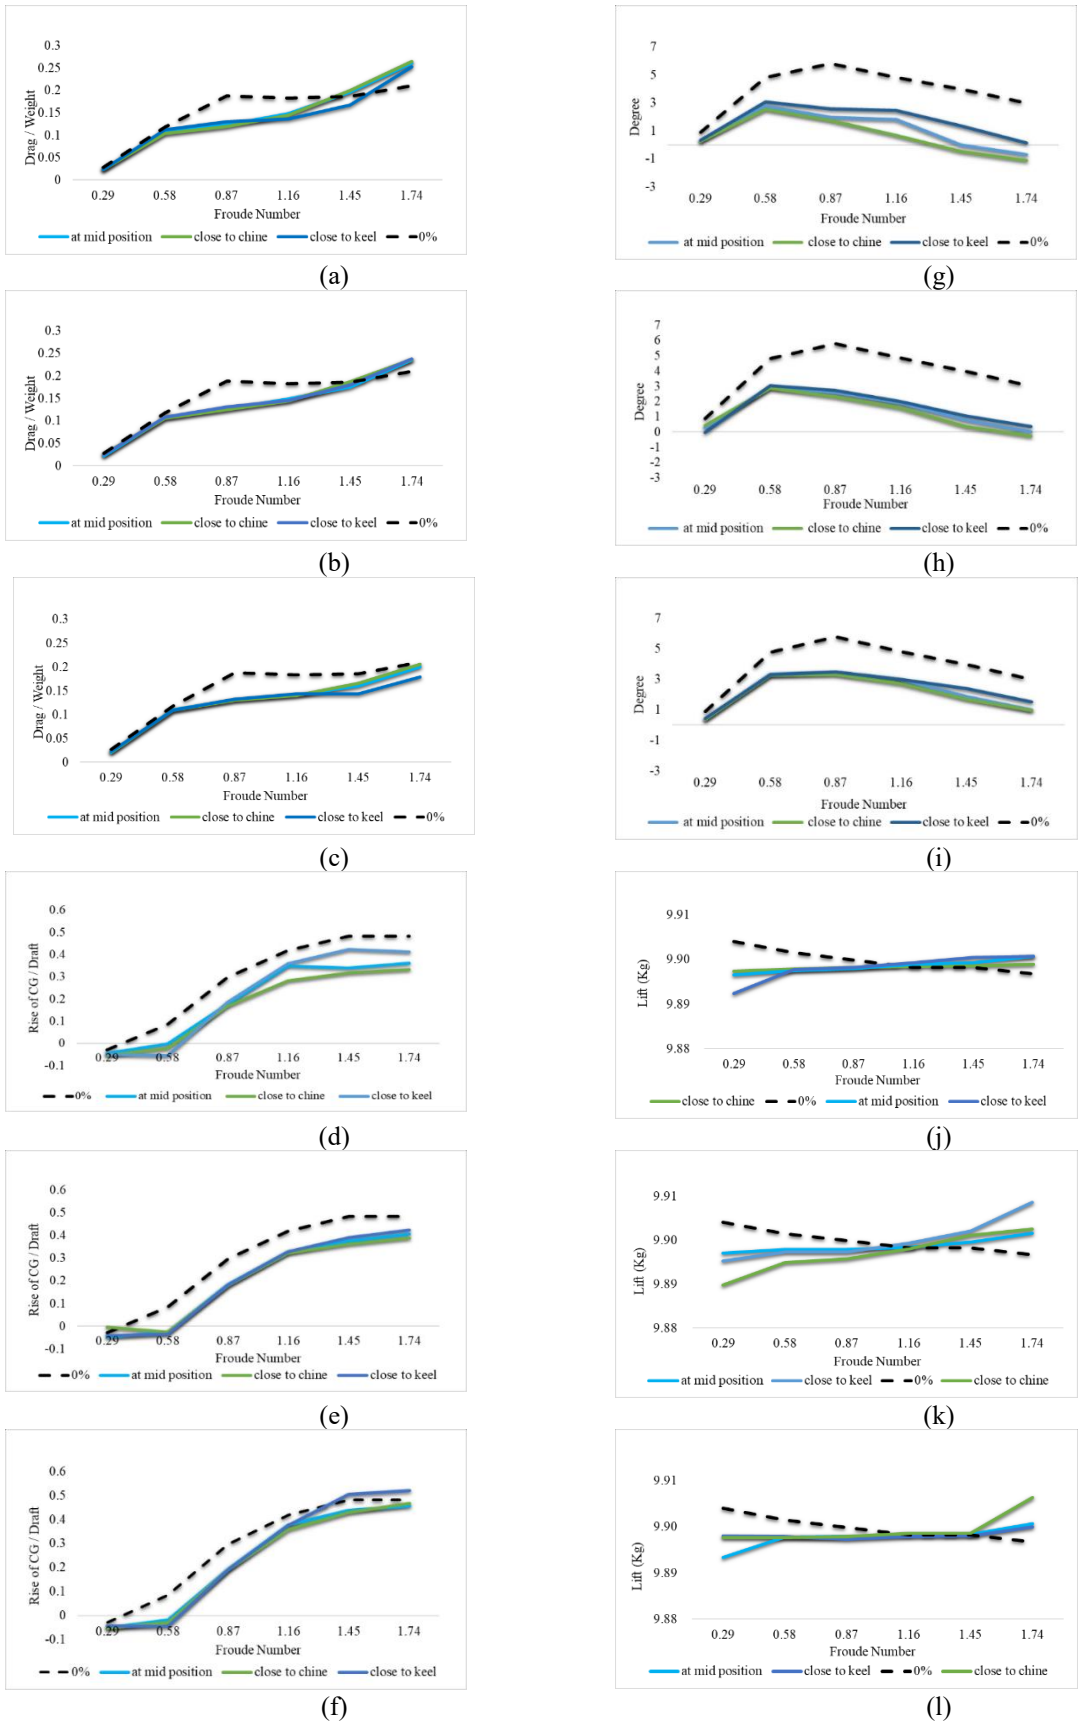 0.3
0.25
0.2
0.15
0.1
0.05
0
Drag / Weight
0.29 0.58 0.87 1.16 1.45 1.74
Froude Number
at mid position close to chine close to keel 0%
(a)
7
5
3
1
-1
-3
Degree
0.29 0.58 0.87 1.16 1.45 1.74
Froude Number
at mid position close to chine close to keel 0%
(g)
0.3
0.25
0.2
0.15
0.1
0.05
0
Drag / Weight
0.29 0.58 0.87 1.16 1.45 1.74
Froude Number
at mid position close to chine close to keel 0%
(b)
7
6
5
4
3
2
1
0
-1
-2
-3
Degree
0.29 0.58 0.87 1.16 1.45 1.74
Froude Number
at mid position close to chine close to keel 0%
(h)
0.3
0.25
0.2
0.15
0.1
0.05
0
Drag / Weight
0.29 0.58 0.87 1.16 1.45 1.74
Froude Number
at mid position close to chine close to keel 0%
(c)
7
5
3
1
-1
-3
Degree
0.29 0.58 0.87 1.16 1.45 1.74
Froude Number
at mid position close to chine close to keel 0%
(i)
0.6
0.5
0.4
0.3
0.2
0.1
0
-0.1
Rise of CG / Draft
0.29 0.58 0.87 1.16 1.45 1.74
Froude Number
0% at mid position close to chine close to keel
(d)
9.91
9.90
9.89
9.88
Lift (Kg)
0.29 0.58 0.87 1.16 1.45 1.74
Froude Number
close to chine 0% at mid position close to keel
(j)
0.6
0.5
0.4
0.3
0.2
0.1
0
-0.1
Rise of CG / Draft
0.29 0.58 0.87 1.16 1.45 1.74
Froude Number
0% at mid position close to chine close to keel
(e)
9.91
9.90
9.89
9.88
Lift (Kg)
0.29 0.58 0.87 1.16 1.45 1.74
Froude Number
at mid position close to keel 0% close to chine
(k)
0.6
0.5
0.4
0.3
0.2
0.1
0
-0.1
Rise of CG / Draft
0.29 0.58 0.87 1.16 1.45 1.74
Froude Number
0% at mid position close to chine close to keel
(f)
9.91
9.90
9.89
9.88
Lift (Kg)
0.29 0.58 0.87 1.16 1.45 1.74
Froude Number
at mid position close to keel 0% close to chine
(l)